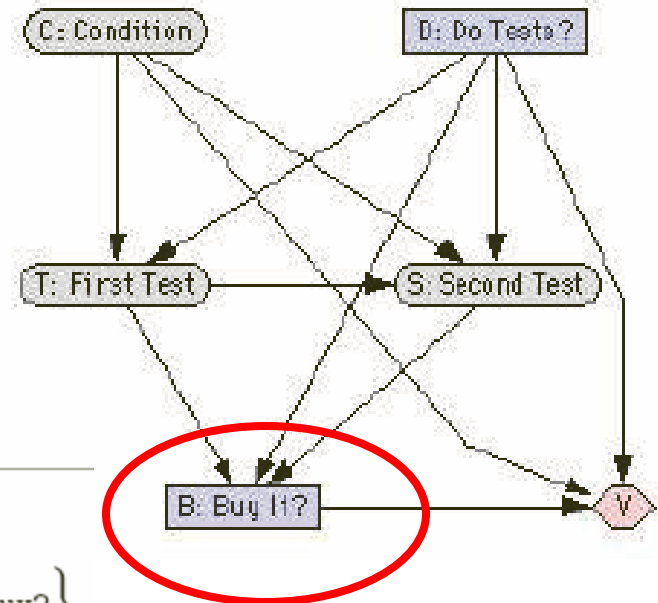 C: Condition
D: Do Tests?
T: First Test
S: Second Test
B: Buy It?
V